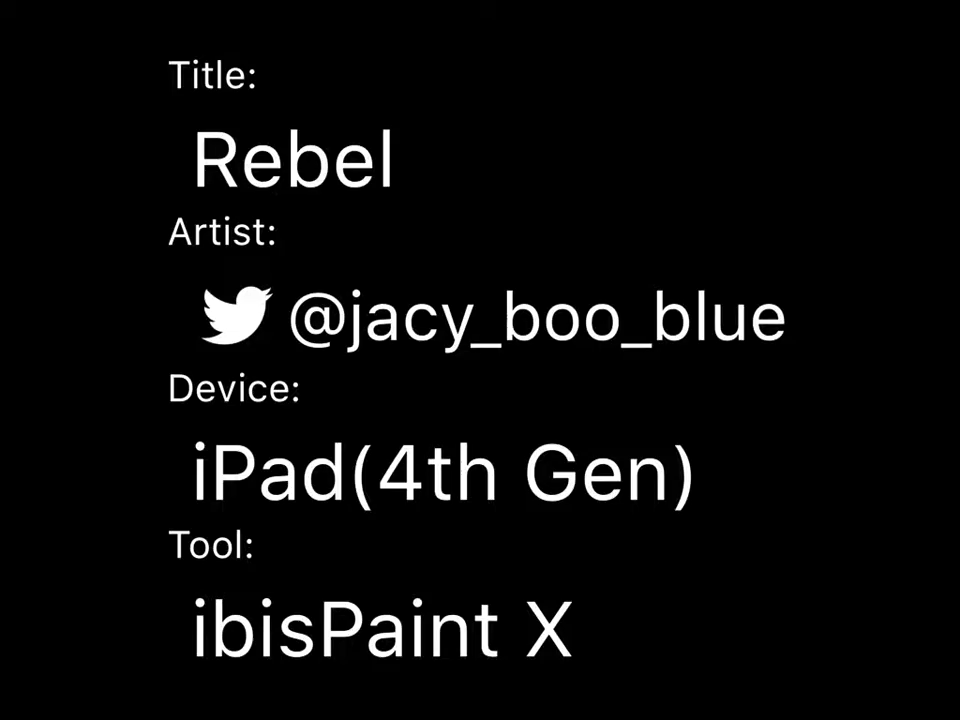 Title:
Rebel
Artist:
@jacy_boo_blue
Device:
iPad(4th Gen)
Tool:
ibisPaint X